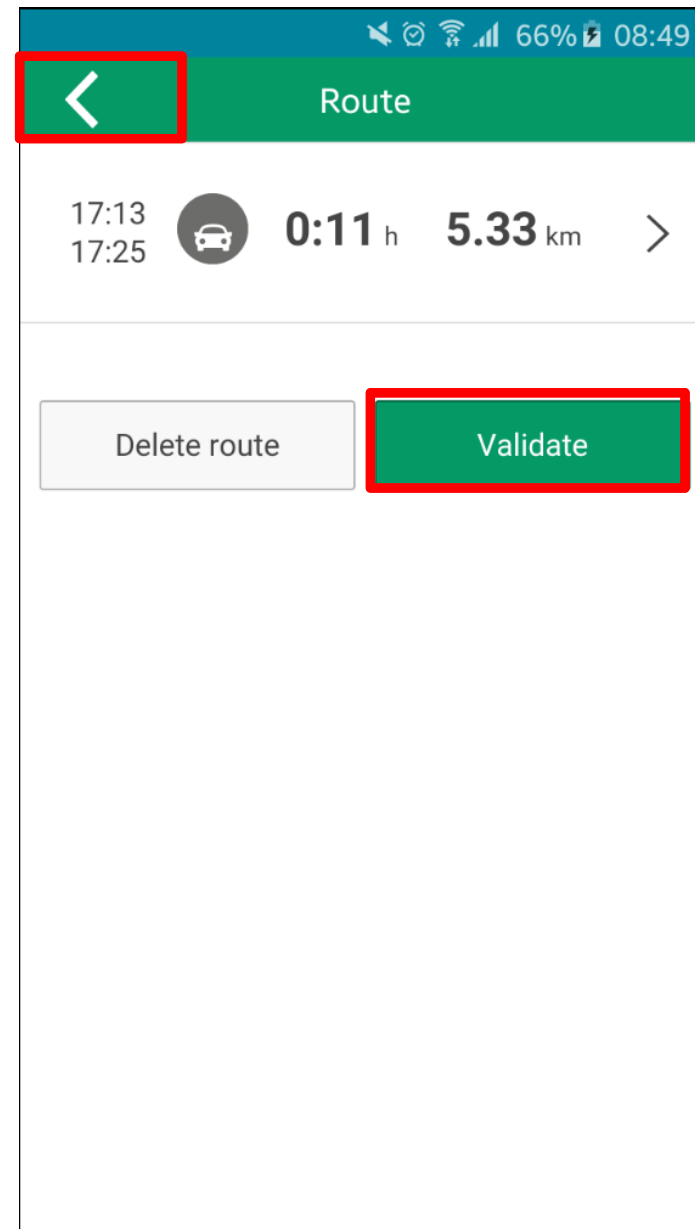 66% 08:49
Route
17:13
17:25
0:11 h 5.33 km
Delete route
Validate